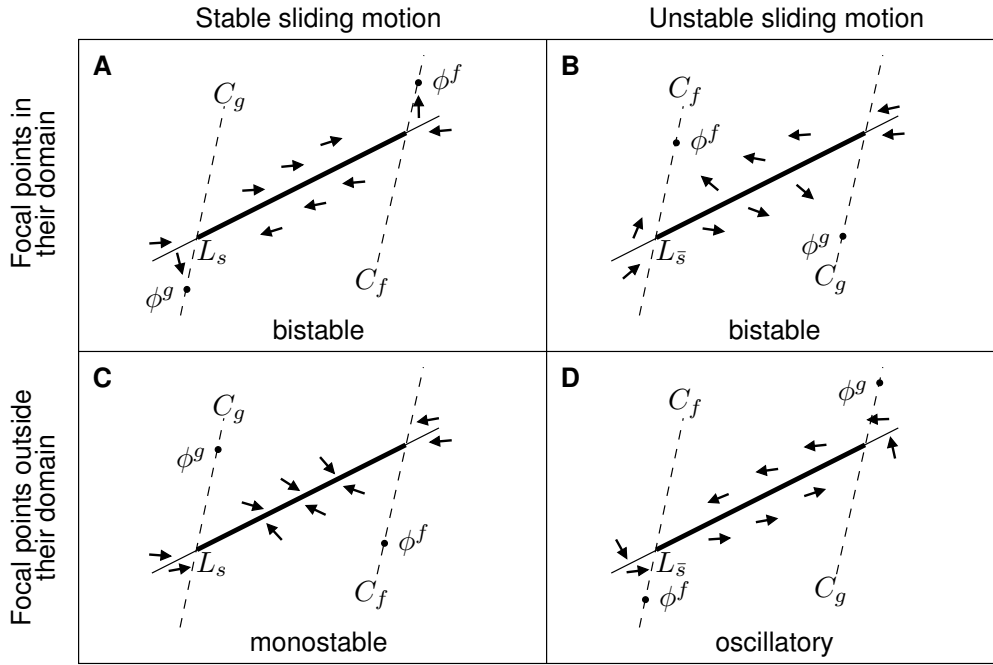 Stable sliding motion
Unstable sliding motion
Focal points in
their domain
A
C_g
ϕ^f
L_s
ϕ^g
C_f
bistable
B
C_f
ϕ^f
L_s̄
ϕ^g
C_g
bistable
Focal points outside
their domain
C
C_g
ϕ^g
L_s
ϕ^f
C_f
monostable
D
ϕ^g
C_f
L_s̄
ϕ^f
C_g
oscillatory